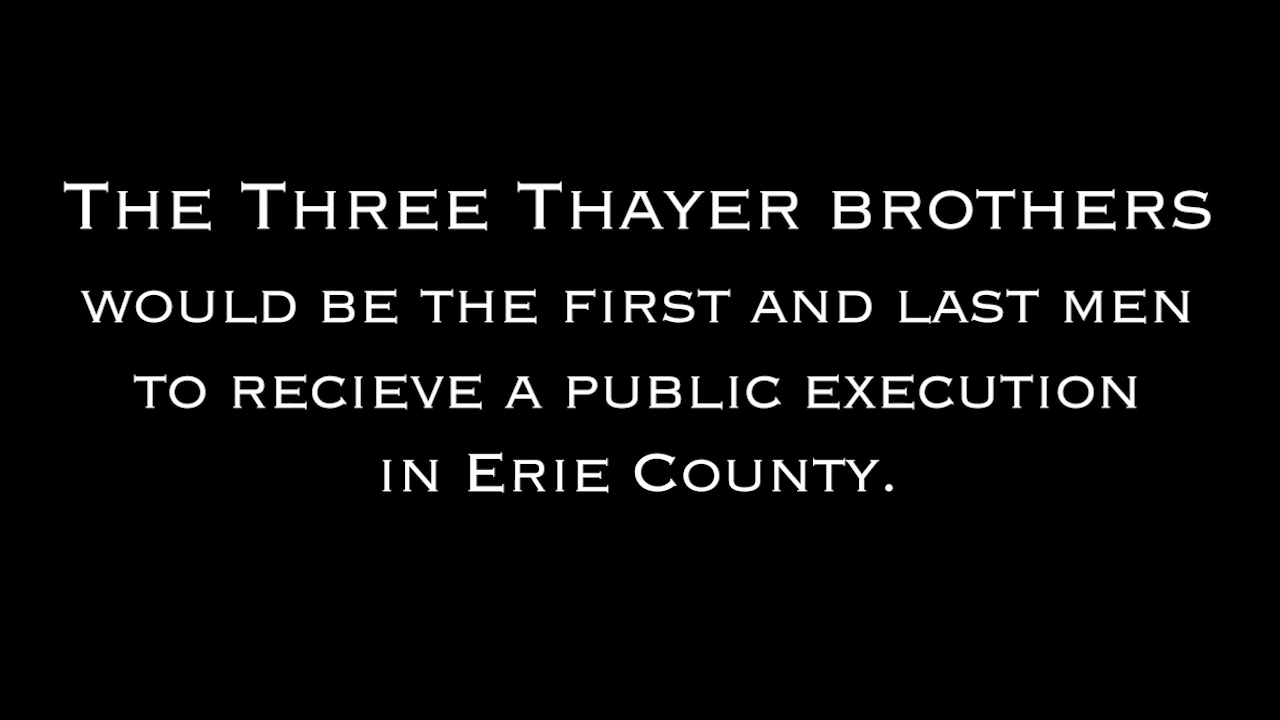 The Three Thayer brothers
would be the first and last men
to recieve a public execution
in Erie County.